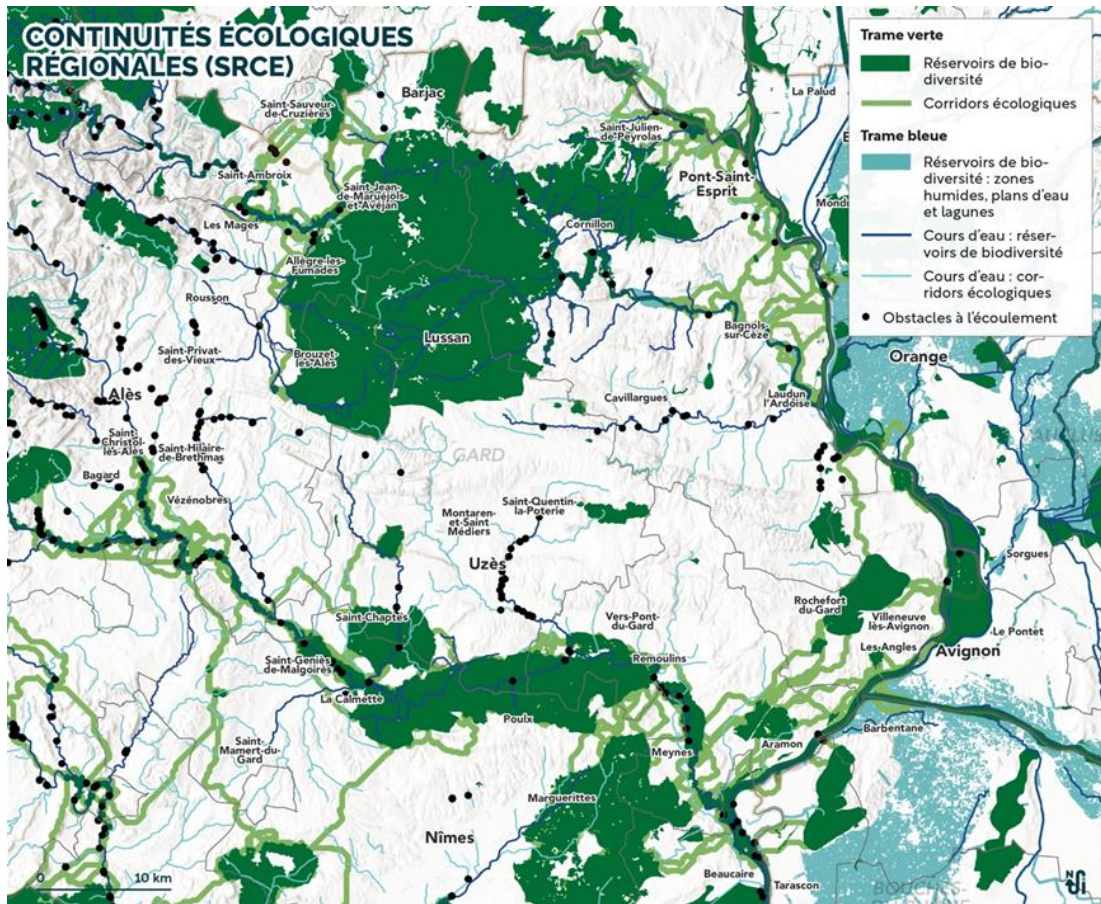 CONTINUITÉS ÉCOLOGIQUES
RÉGIONALES (SRCE)
Trame verte
Réservoirs de bio-
diversité
Corridors écologiques
Trame bleue
Réservoirs de bio-
diversité : zones
humides, plans d'eau
et lagunes
Cours d'eau : réser-
voirs de biodiversité
Cours d'eau : cor-
ridors écologiques
Obstacles à l'écoulement
Barjac
La Palud
Saint-Sauveur-
de-Cruzières
Saint-Julien-
de-Peyrolas
Saint-Ambroix
Pont-Saint-
Esprit
Saint-Jean-
de-Maruéjols-
et-Avéjan
Les Mages
Cornillon
Mondr
Allègre-les-
Fumades
Rousson
Bagnols-
sur-Cèze
Lussan
Saint-Privat-
des-Vieux
Brouzet-
lès-Alès
Orange
Alès
Cavillargues
Laudun
l'Ardoise
Saint-
Christol-
lès-Alès
Saint-Hilaire-
de-Brethmas
GARD
Bagard
Vézénobres
Saint-Quentin-
la-Poterie
Montaren-
et-Saint
Médiers
Uzès
Sorgues
Rochefort
du-Gard
Saint-Chaptes
Vers-Pont-
du-Gard
Villeneuve
lès-Avignon
Le Pontet
Les Angles
Avignon
Saint-Geniès
de-Malgoirès
Remoulins
La Calmette
Poulx
Barbentane
Saint-
Mamert-du-
Gard
Meynes
Aramon
Marguerittes
Nîmes
0
10 km
Beaucaire
Tarascon
BOUCHES
N